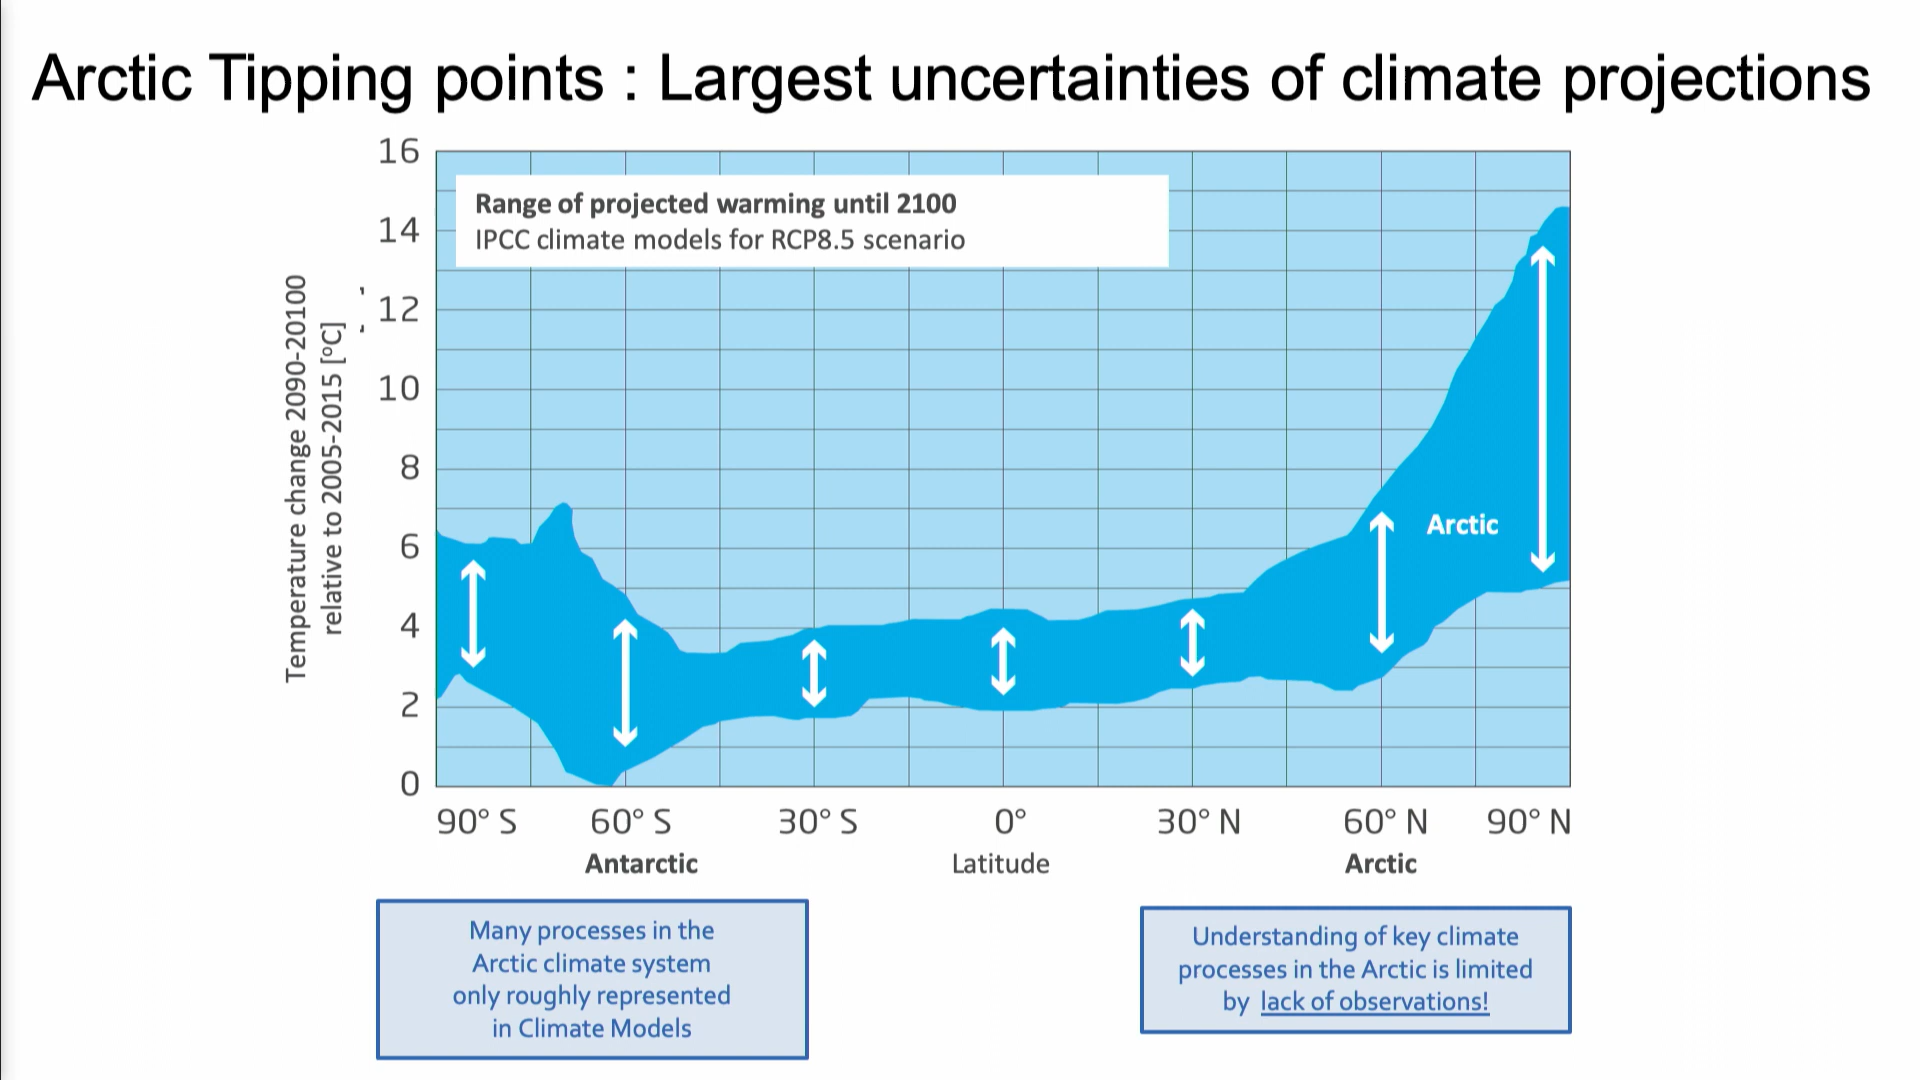 Arctic Tipping points : Largest uncertainties of climate projections
Range of projected warming until 2100
IPCC climate models for RCP8.5 scenario
Temperature change 2090-20100
relative to 2005-2015 [°C]
16
14
12
10
8
6
4
2
0
Arctic
90° S 60° S 30° S 0° 30° N 60° N 90° N
Antarctic Latitude Arctic
Many processes in the
Arctic climate system
only roughly represented
in Climate Models
Understanding of key climate
processes in the Arctic is limited
by lack of observations!